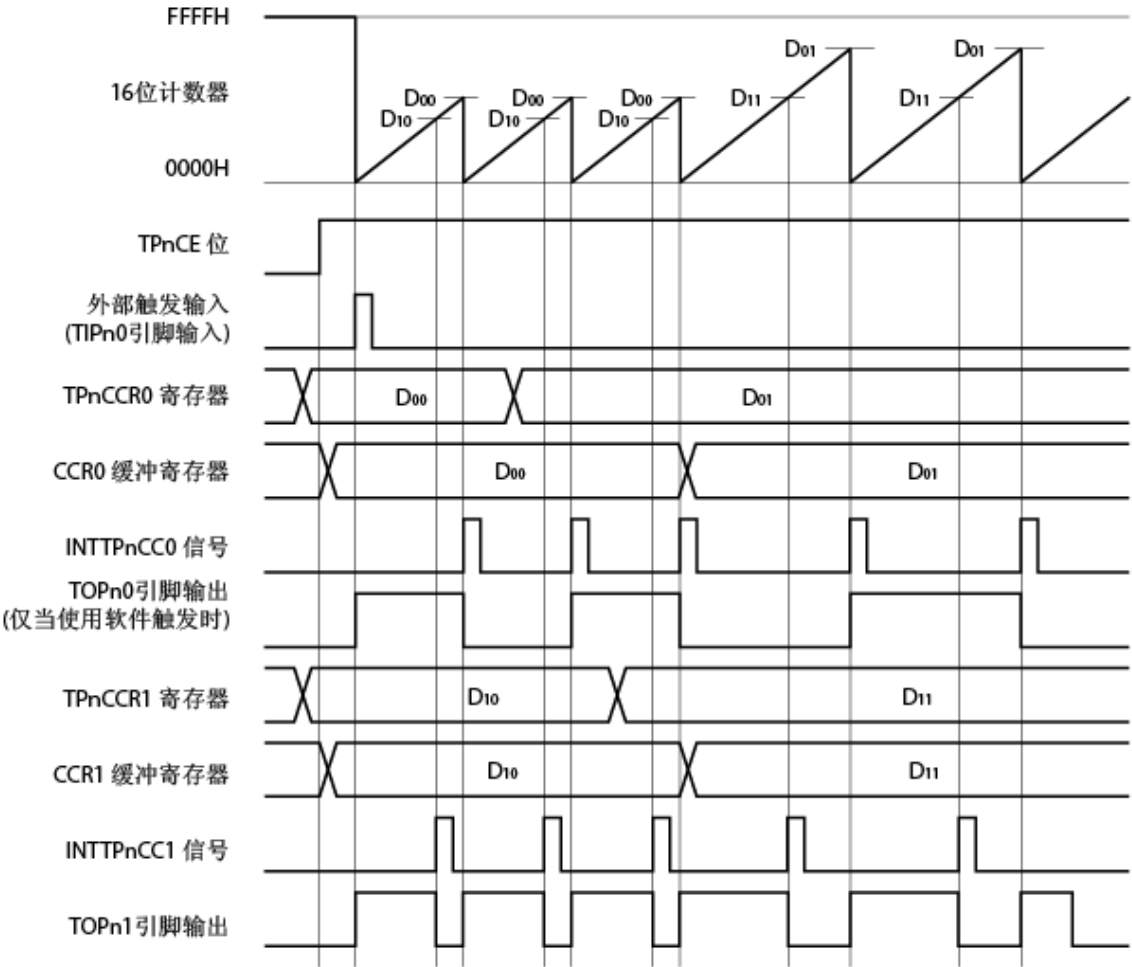 FFFFH
16位计数器
D01 D01
D00 D00 D00 D11 D11
D10 D10 D10
0000H
TPnCE 位
外部触发输入
(TIPn0引脚输入)
TPnCCR0 寄存器 D00 D01
CCR0 缓冲寄存器 D00 D01
INTTPnCC0 信号
TOPn0引脚输出
(仅当使用软件触发时)
TPnCCR1 寄存器 D10 D11
CCR1 缓冲寄存器 D10 D11
INTTPnCC1 信号
TOPn1引脚输出